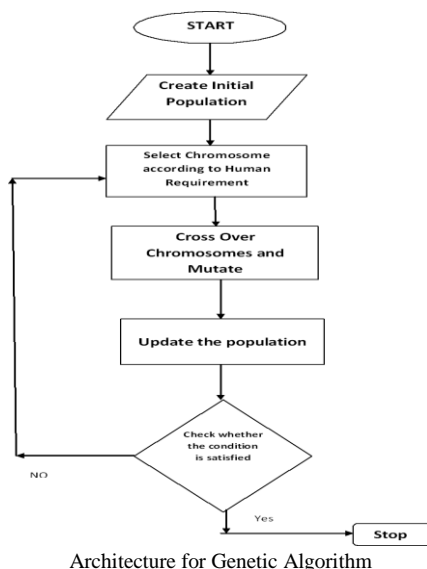 START
Create Initial
Population
Select Chromosome
according to Human
Requirement
Cross Over
Chromosomes and
Mutate
Update the population
Check whether
the condition
is satisfied
NO
Yes
Stop
Architecture for Genetic Algorithm